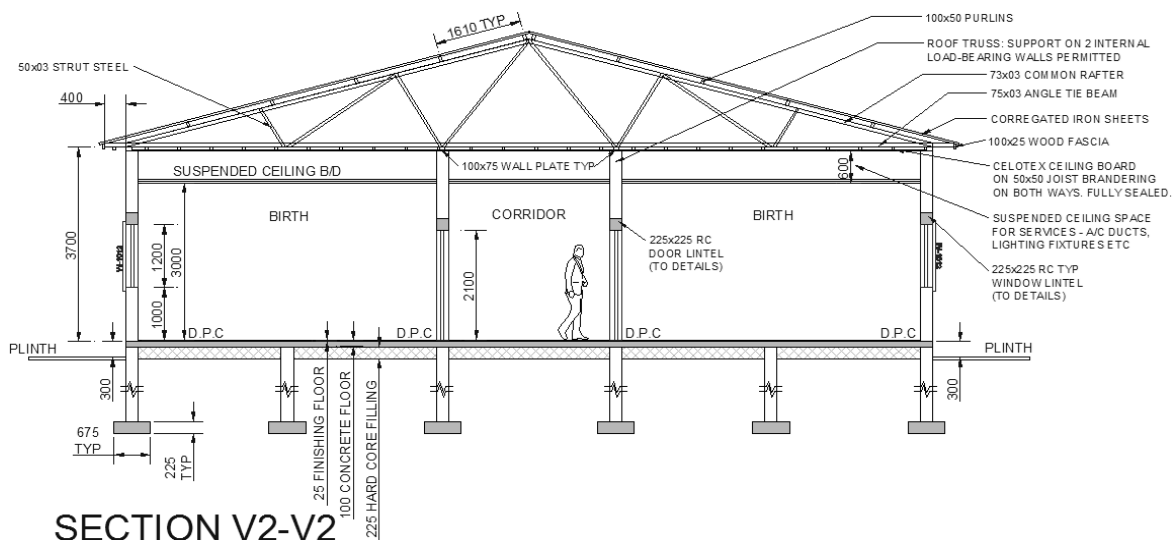 1610 TYP
100x50 PURLINS
ROOF TRUSS: SUPPORT ON 2 INTERNAL
LOAD-BEARING WALLS PERMITTED
50x03 STRUT STEEL
73x03 COMMON RAFTER
75x03 ANGLE TIE BEAM
400
CORREGATED IRON SHEETS
100x25 WOOD FASCIA
100x75 WALL PLATE TYP
SUSPENDED CEILING B/D
600
CELOTEX CEILING BOARD
ON 50x50 JOIST BRANDERING
ON BOTH WAYS. FULLY SEALED.
BIRTH
CORRIDOR
BIRTH
SUSPENDED CEILING SPACE
FOR SERVICES - A/C DUCTS,
LIGHTING FIXTURES ETC
3700
1200
3000
1000
2100
225x225 RC
DOOR LINTEL
(TO DETAILS)
225x225 RC TYP
WINDOW LINTEL
(TO DETAILS)
D.P.C
D.P.C
D.P.C
D.P.C
PLINTH
PLINTH
300
300
675
TYP
225
TYP
25 FINISHING FLOOR
100 CONCRETE FLOOR
225 HARD CORE FILLING
SECTION V2-V2